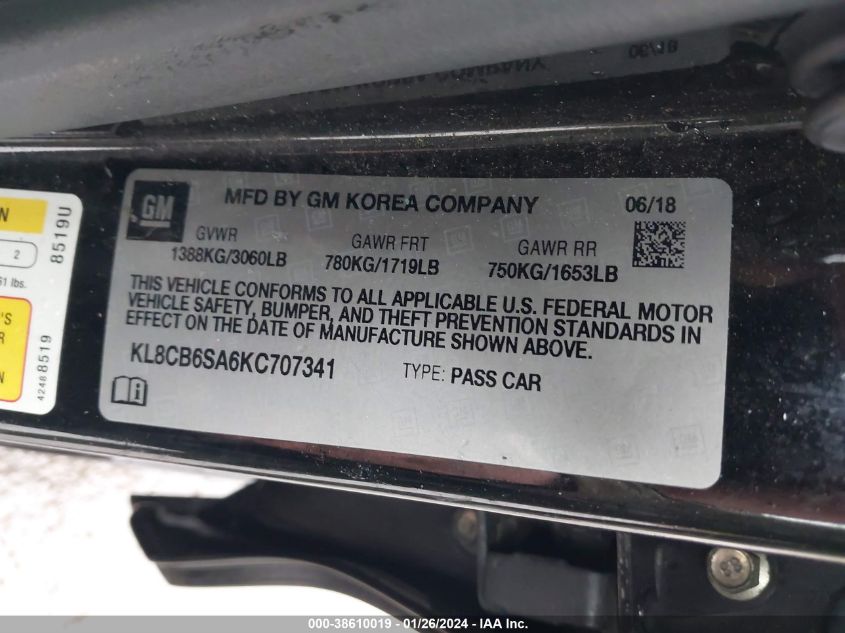 MFD BY GM KOREA COMPANY 06/18
GM
GVWR GAWR FRT GAWR RR
1388KG/3060LB 780KG/1719LB 750KG/1653LB
THIS VEHICLE CONFORMS TO ALL APPLICABLE U.S. FEDERAL MOTOR
VEHICLE SAFETY, BUMPER, AND THEFT PREVENTION STANDARDS IN
EFFECT ON THE DATE OF MANUFACTURE SHOWN ABOVE.
KL8CB6SA6KC707341 TYPE: PASS CAR
8519U
2
lbs.
42488519
000-38610019 - 01/26/2024 - IAA Inc.